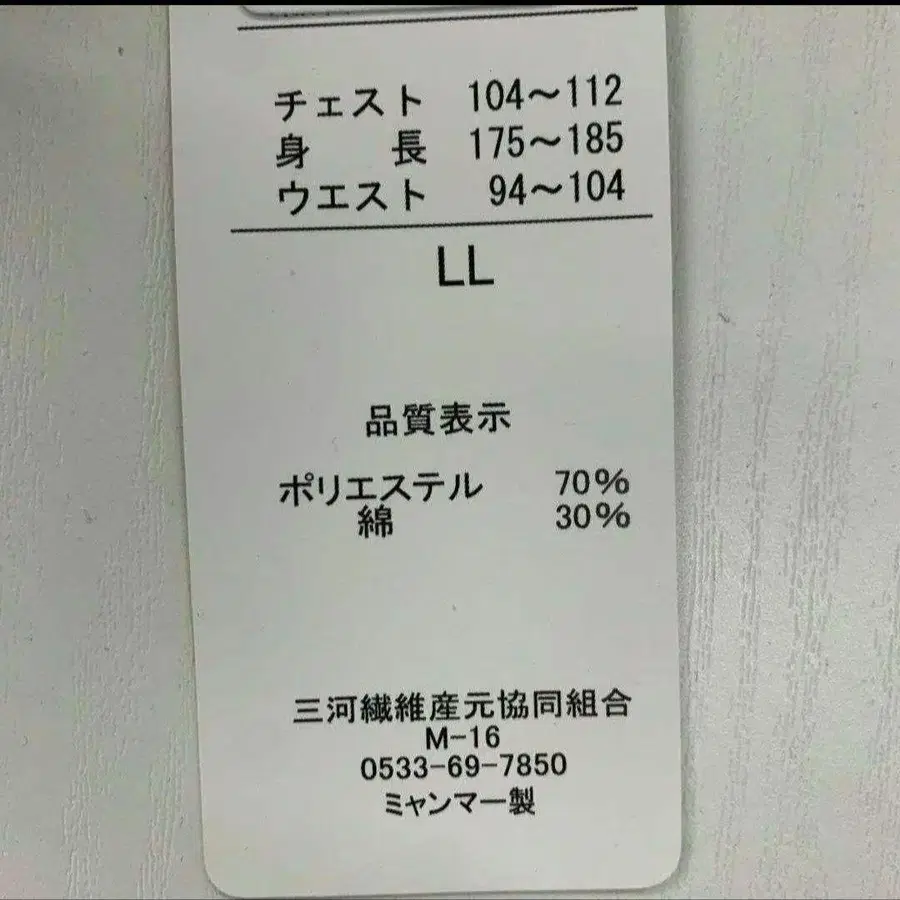 チェスト 104〜112
身長 175〜185
ウエスト 94〜104
LL
品質表示
ポリエステル 70%
綿 30%
三河繊維産元協同組合
M-16
0533-69-7850
ミャンマー製